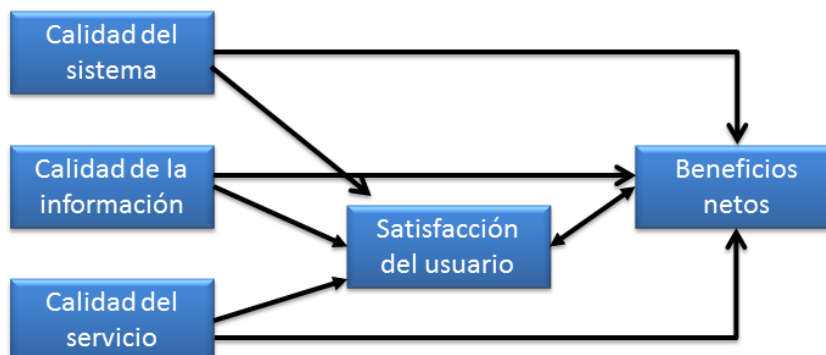 Calidad del
sistema
Calidad de la
información
Satisfacción
del usuario
Beneficios
netos
Calidad del
servicio